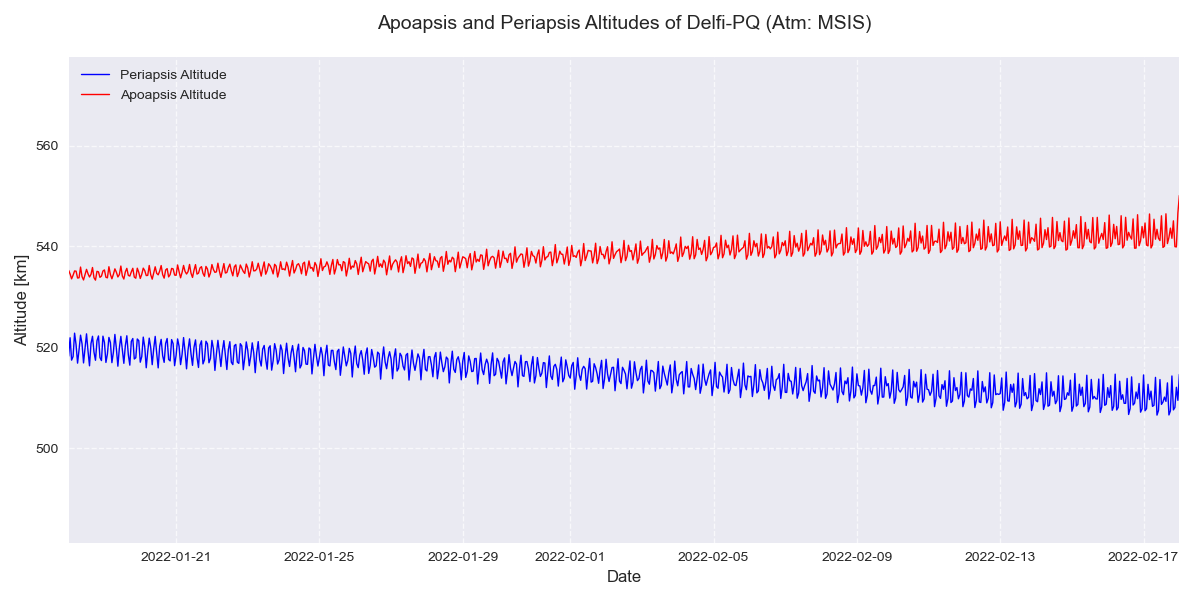 Apoapsis and Periapsis Altitudes of Delfi-PQ (Atm: MSIS)
Periapsis Altitude
Apoapsis Altitude
Altitude [km]
560
540
520
500
2022-01-21 2022-01-25 2022-01-29 2022-02-01 2022-02-05 2022-02-09 2022-02-13 2022-02-17
Date